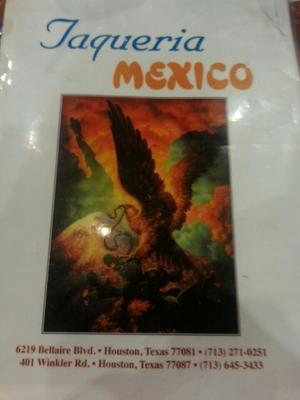 Taqueria
MEXICO
6219 Bellaire Blvd. • Houston, Texas 77081 • (713) 271-0251
401 Winkler Rd. • Houston, Texas 77087 • (713) 645-3433